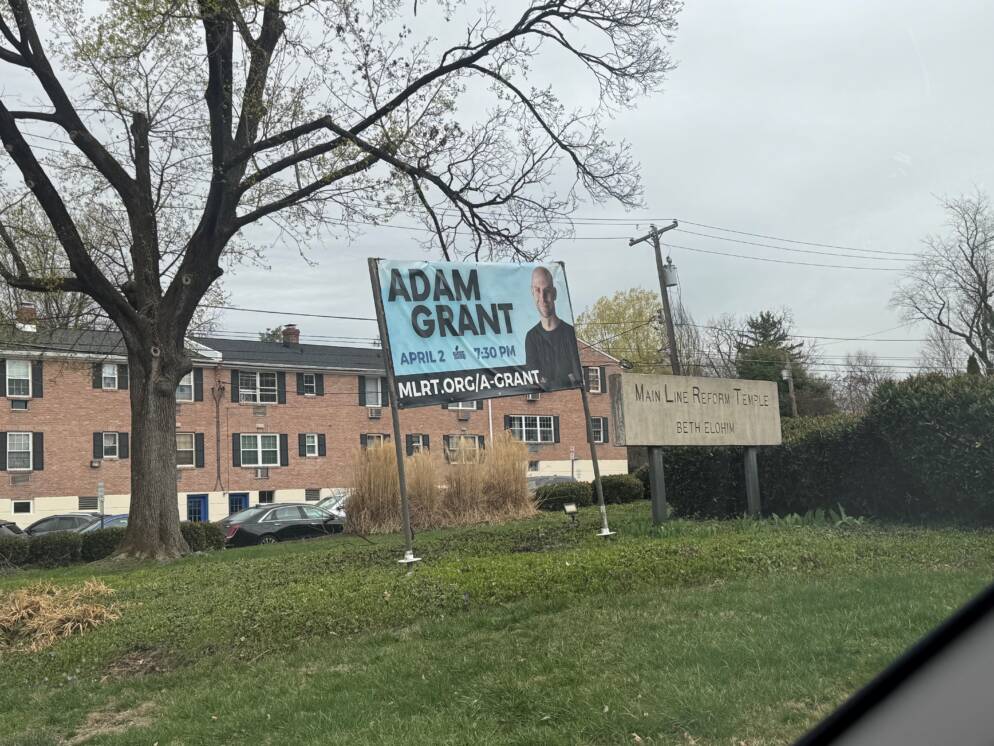 ADAM
GRANT
APRIL 2 7:30 PM
MLRT.ORG/A-GRANT
MAIN LINE REFORM TEMPLE
BETH ELOHIM